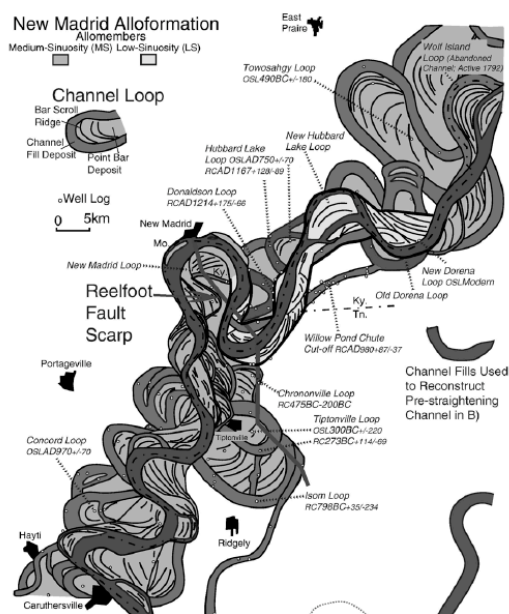 New Madrid Alloformation
Allomembers
Medium-Sinuosity (MS) Low-Sinuosity (LS)
Channel Loop
Bar Scroll
Ridge
Channel
Fill Deposit
Point Bar
Deposit
Well Log
0 5km
East
Praire
Wolf Island
Loop (Abandoned
Channel; Active 1792)
Towosahgy Loop
OSL490BC+/-180
New Hubbard
Lake Loop
Hubbard Lake
Loop OSLAD750+/-70
RCAD1167+128/-89
Donaldson Loop
RCAD1214+175/-66
New Madrid
Mo.
Ky.
New Madrid Loop
Reelfoot
Fault
Scarp
New Dorena
Loop OSLModern
Old Dorena Loop
Ky.
Tn.
Willow Pond Chute
Cut-off RCAD980+87/-37
Channel Fills Used
to Reconstruct
Pre-straightening
Channel in B)
Portageville
Chrononville Loop
RC475BC-200BC
Tiptonville Loop
OSL300BC+/-220
RC273BC+114/-69
Tiptonville
Concord Loop
OSLAD970+/-70
Isom Loop
RC798BC+35/-234
Ridgely
Hayti
Caruthersville